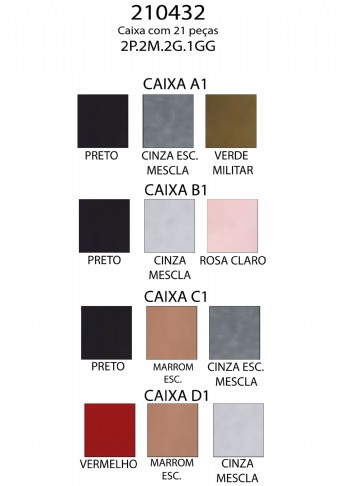 210432
Caixa com 21 peças
2P.2M.2G.1GG
CAIXA A1
PRETO CINZA ESC. MESCLA VERDE MILITAR
CAIXA B1
PRETO CINZA MESCLA ROSA CLARO
CAIXA C1
PRETO MARROM ESC. CINZA ESC. MESCLA
CAIXA D1
VERMELHO MARROM ESC. CINZA MESCLA